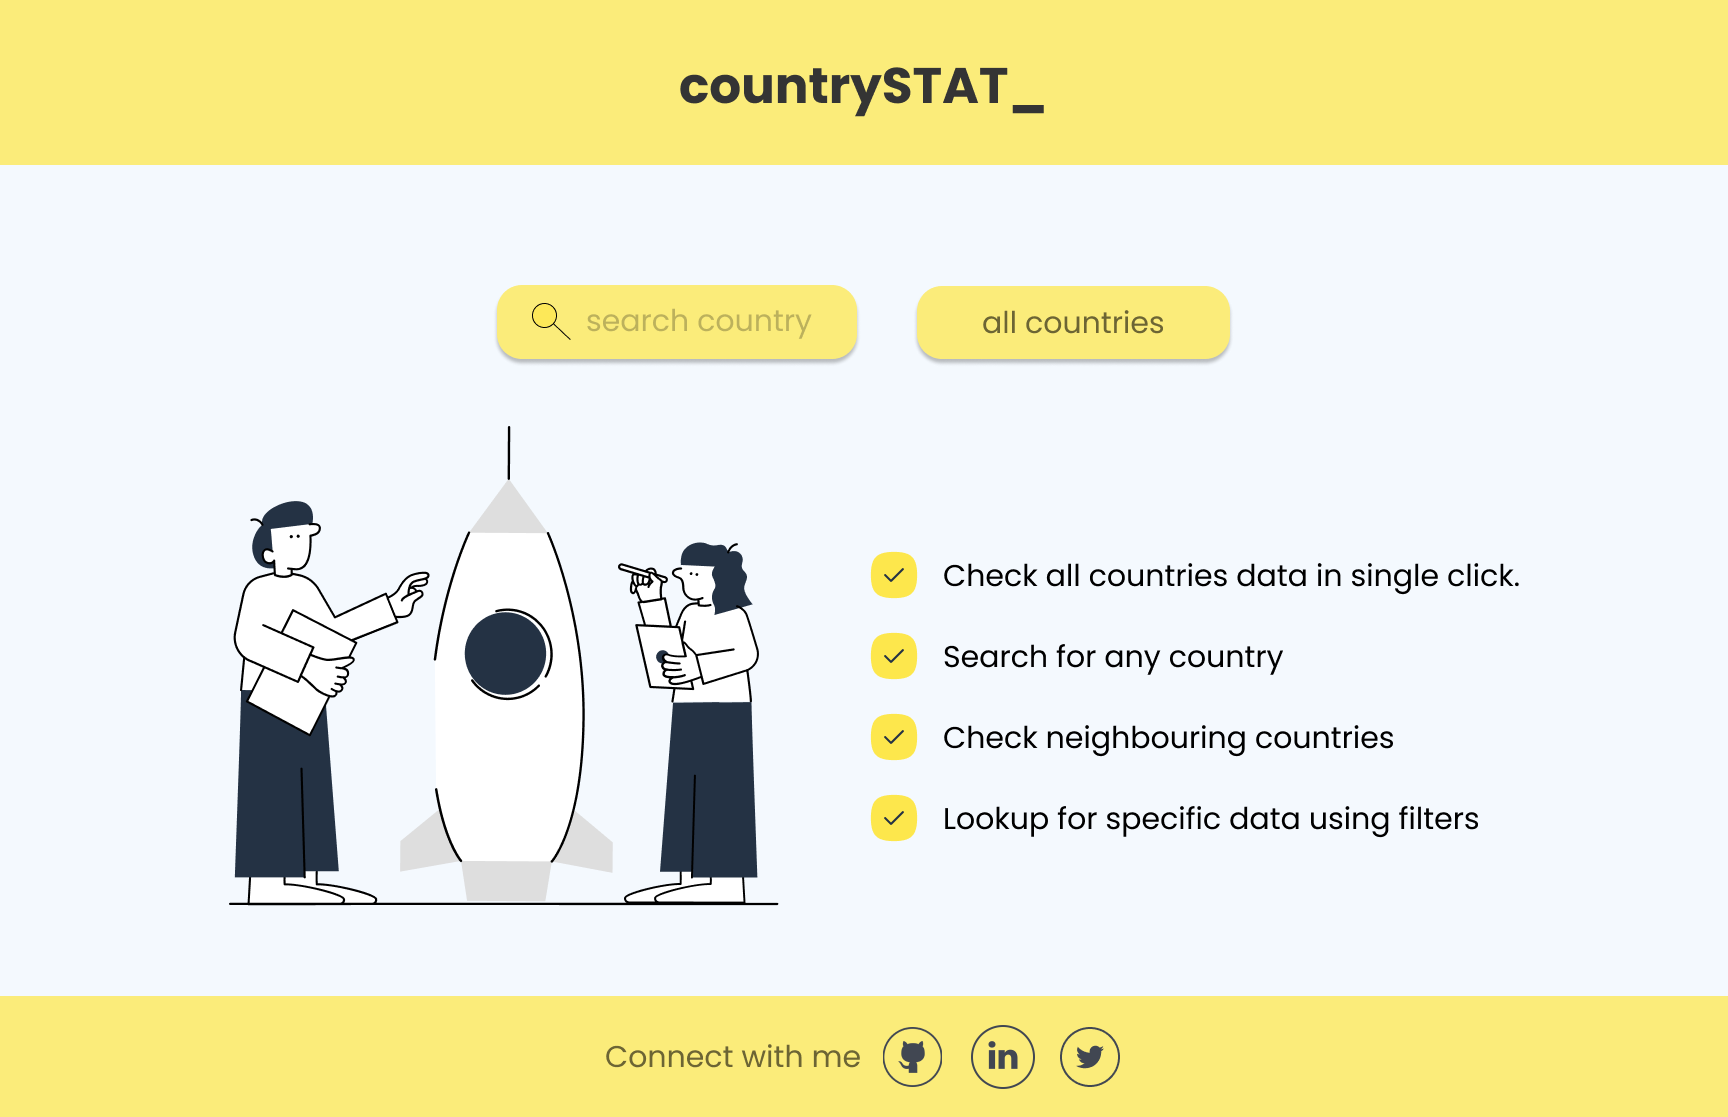 countrySTAT_
search country
all countries
Check all countries data in single click.
Search for any country
Check neighbouring countries
Lookup for specific data using filters
Connect with me
in